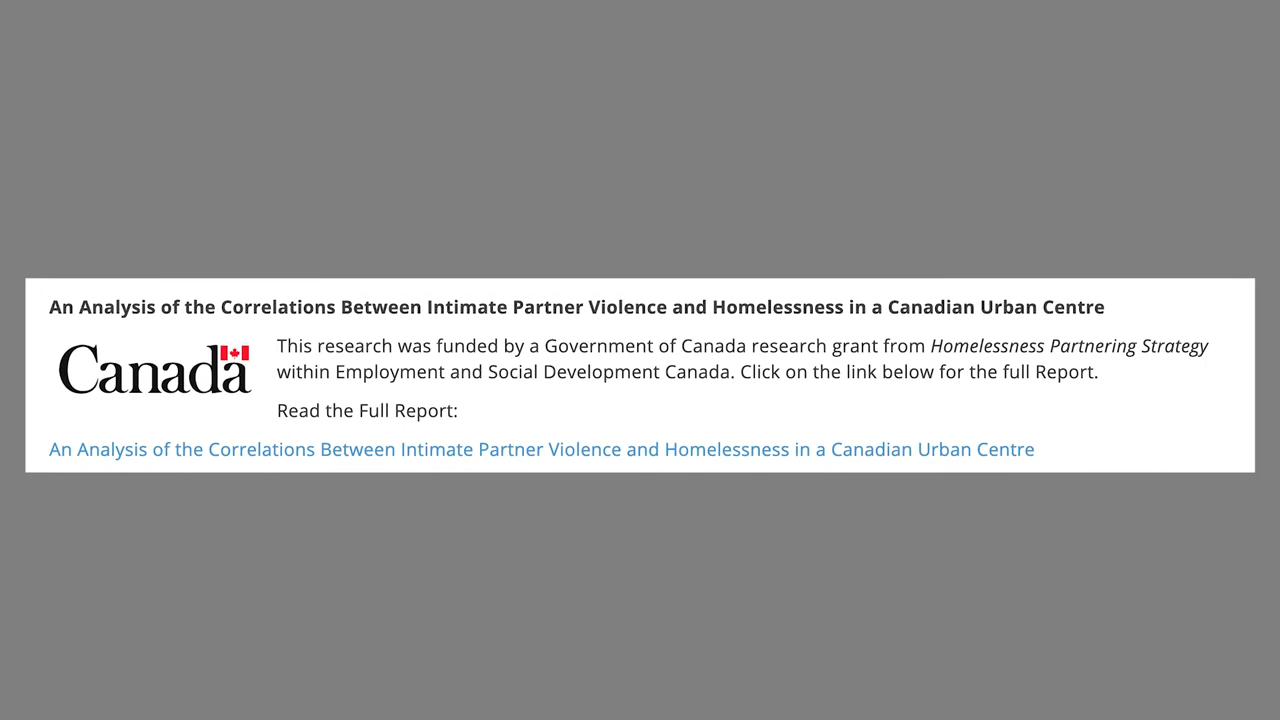 An Analysis of the Correlations Between Intimate Partner Violence and Homelessness in a Canadian Urban Centre
Canada
This research was funded by a Government of Canada research grant from Homelessness Partnering Strategy
within Employment and Social Development Canada. Click on the link below for the full Report.
Read the Full Report:
An Analysis of the Correlations Between Intimate Partner Violence and Homelessness in a Canadian Urban Centre